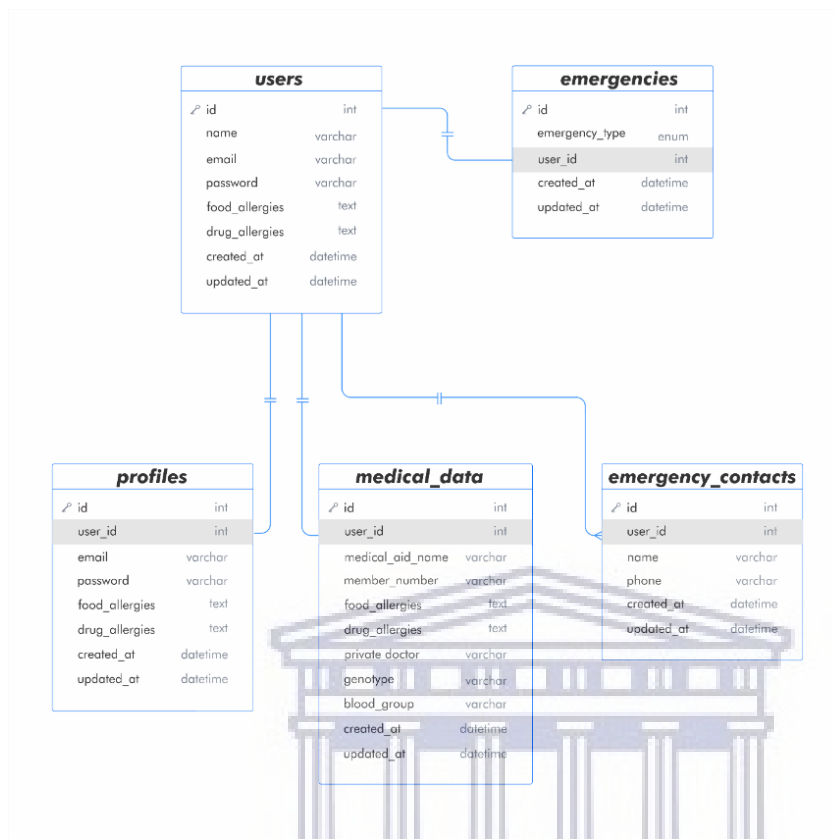 users
id int
name varchar
email varchar
password varchar
food_allergies text
drug_allergies text
created_at datetime
updated_at datetime
emergencies
id int
emergency_type enum
user_id int
created_at datetime
updated_at datetime
profiles
id int
user_id int
email varchar
password varchar
food_allergies text
drug_allergies text
created_at datetime
updated_at datetime
medical_data
id int
user_id int
medical_aid_name varchar
member_number varchar
food_allergies text
drug_allergies text
private doctor varchar
genotype varchar
blood_group varchar
created_at datetime
updated_at datetime
emergency_contacts
id int
user_id int
name varchar
phone varchar
created_at datetime
updated_at datetime